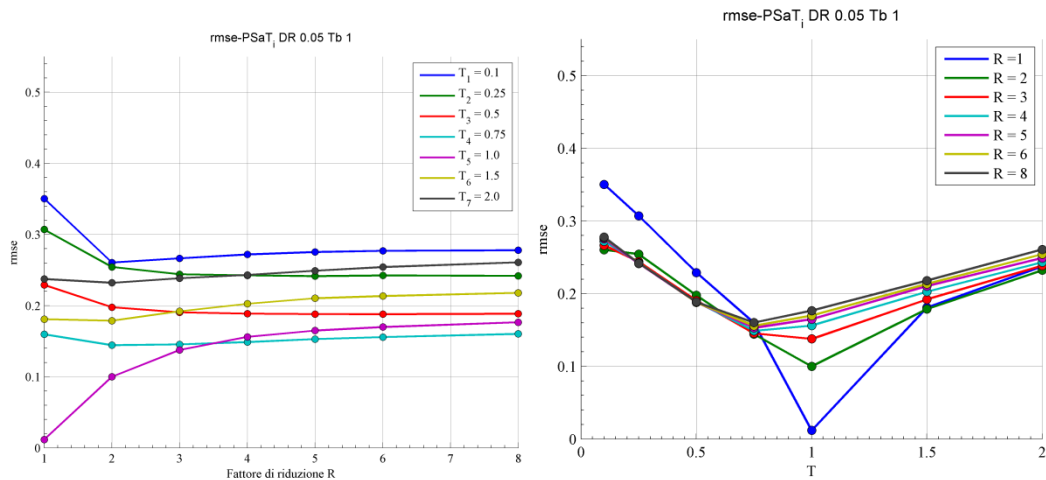 rmse-PSaT_i DR 0.05 Tb 1
rmse
0.5
0.4
0.3
0.2
0.1
0
1 2 3 4 5 6 7 8
Fattore di riduzione R
T_1 = 0.1
T_2 = 0.25
T_3 = 0.5
T_4 = 0.75
T_5 = 1.0
T_6 = 1.5
T_7 = 2.0
rmse-PSaT_i DR 0.05 Tb 1
rmse
0.5
0.4
0.3
0.2
0.1
0
0 0.5 1 1.5 2
T
R =1
R = 2
R = 3
R = 4
R = 5
R = 6
R = 8